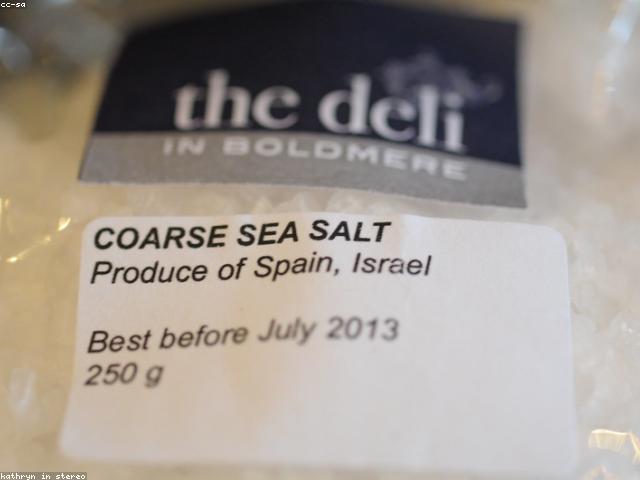 cc-sa
the deli
IN BOLDMERE
COARSE SEA SALT
Produce of Spain, Israel
Best before July 2013
250 g
kathryn in stereo